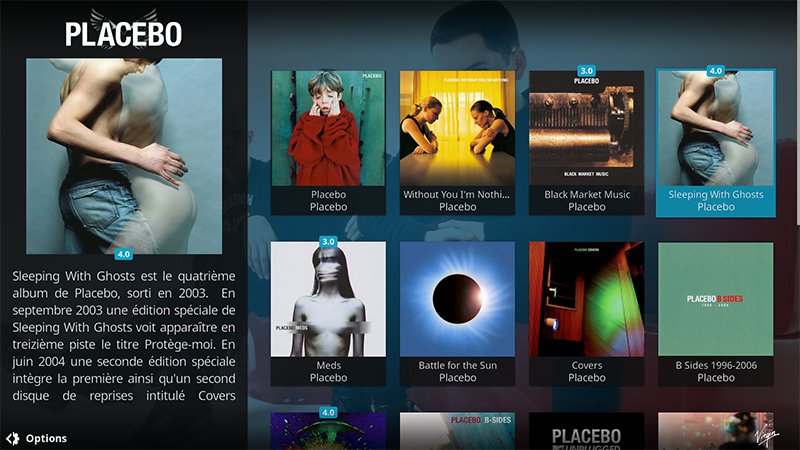 PLACEBO
4.0
Sleeping With Ghosts est le quatrième
album de Placebo, sorti en 2003. En
septembre 2003 une édition spéciale de
Sleeping With Ghosts voit apparaître en
treizième piste le titre Protège-moi. En
juin 2004 une seconde édition spéciale
intègre la première ainsi qu'un second
disque de reprises intitulé Covers
Options
PLACEBO
Placebo
Placebo
PLACEBO. WITHOUT YOU I'M NOTHING
Without You I'm Nothi...
Placebo
3.0
PLACEBO
BLACK MARKET MUSIC
Black Market Music
Placebo
4.0
Sleeping With Ghosts
Placebo
3.0
PLACEBO MEDS
Meds
Placebo
Battle for the Sun
Placebo
PLACEBO COVERS
Covers
Placebo
PLACEBO B SIDES
1996 - 2006
B Sides 1996-2006
Placebo
4.0
PLACEBO. B-SIDES
PLACEBO
MTV UNPLUGGED
Virgin